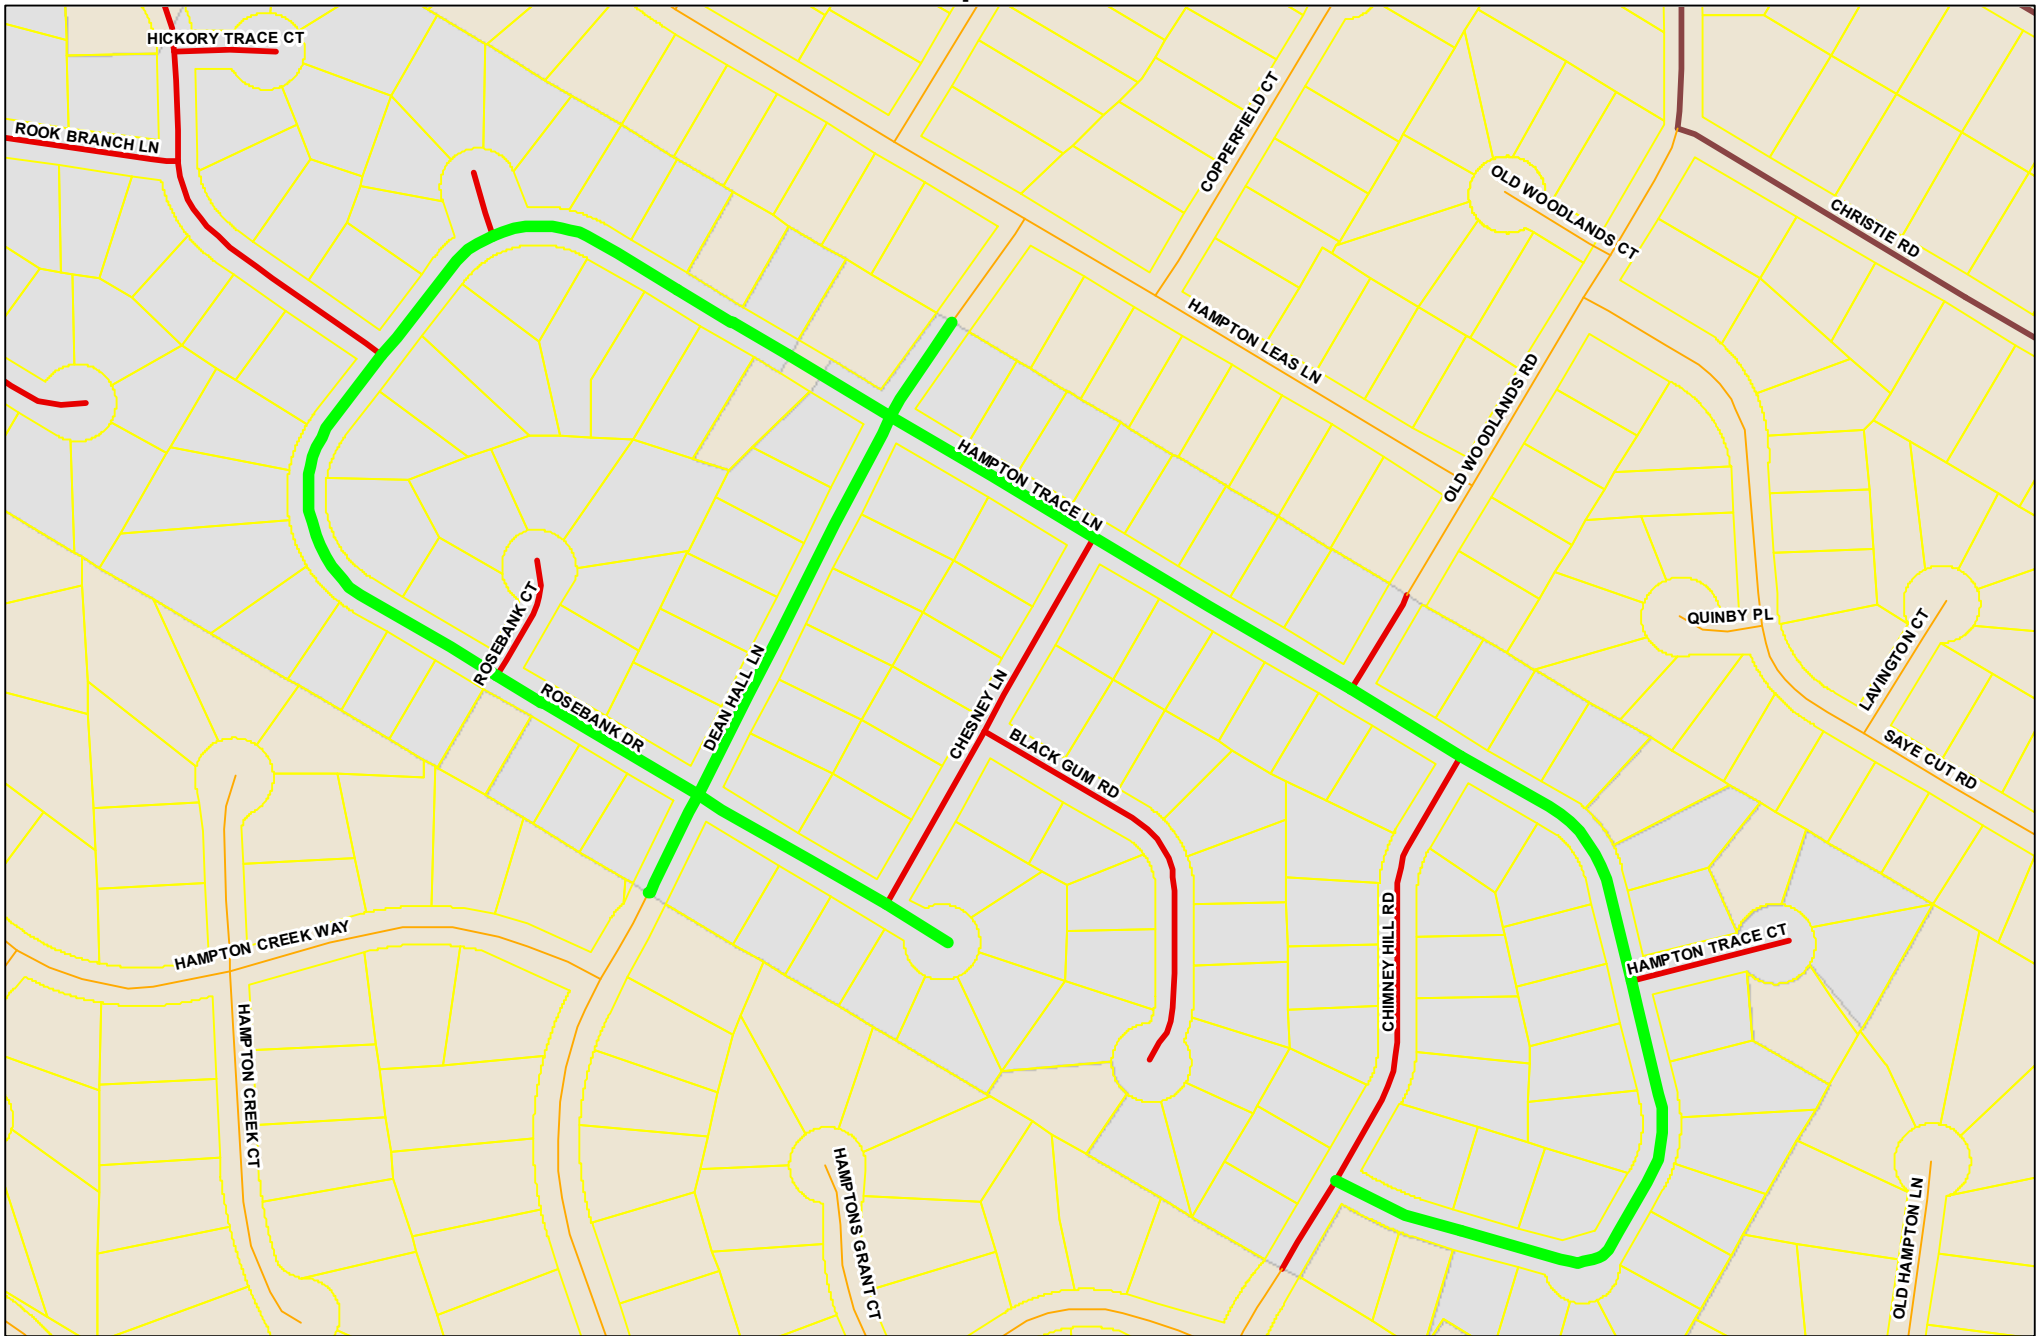 HICKORY TRACE CT
ROOK BRANCH LN
COPPERFIELD CT
OLD WOODLANDS CT
CHRISTIE RD
HAMPTON LEAS LN
OLD WOODLANDS RD
HAMPTON TRACE LN
ROSEBANK CT
QUINBY PL
LAVINGTON CT
ROSEBANK DR
DEAN HALL LN
CHESNEY LN
BLACK GUM RD
SAYE CUT RD
HAMPTON CREEK WAY
CHIMNEY HILL RD
HAMPTON TRACE CT
HAMPTON CREEK CT
HAMPTONS GRANT CT
OLD HAMPTON LN